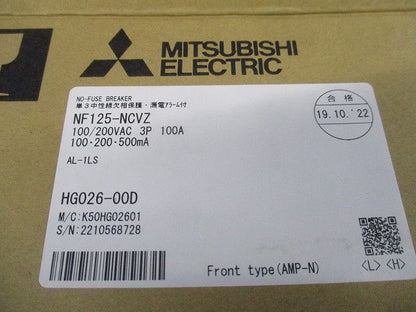 MITSUBISHI
ELECTRIC
NO-FUSE BREAKER
単3中性線欠相保護・漏電アラーム付
NF125-NCVZ
100/200VAC 3P 100A
100・200・500mA
AL-1LS
合格
19.10.'22
HG026-00D
M/C:K50HG02601
S/N:2210568728
Front type(AMP-N)
<L> <H>